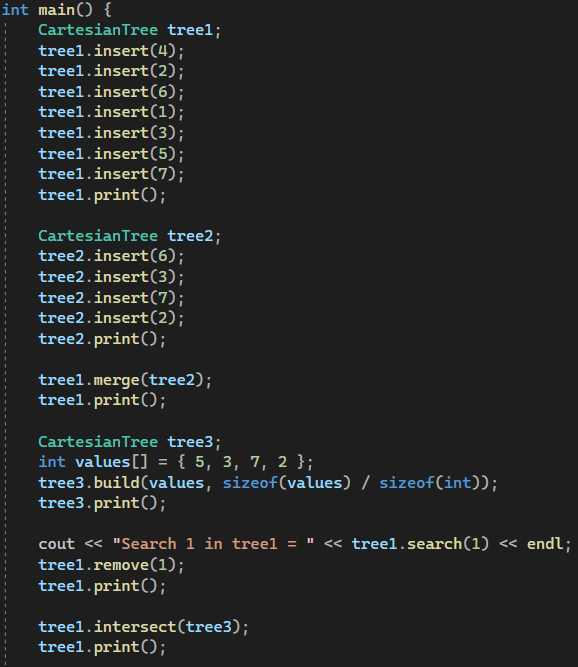 int main() {
    CartesianTree tree1;
    tree1.insert(4);
    tree1.insert(2);
    tree1.insert(6);
    tree1.insert(1);
    tree1.insert(3);
    tree1.insert(5);
    tree1.insert(7);
    tree1.print();

    CartesianTree tree2;
    tree2.insert(6);
    tree2.insert(3);
    tree2.insert(7);
    tree2.insert(2);
    tree2.print();

    tree1.merge(tree2);
    tree1.print();

    CartesianTree tree3;
    int values[] = { 5, 3, 7, 2 };
    tree3.build(values, sizeof(values) / sizeof(int));
    tree3.print();

    cout << "Search 1 in tree1 = " << tree1.search(1) << endl;
    tree1.remove(1);
    tree1.print();

    tree1.intersect(tree3);
    tree1.print();